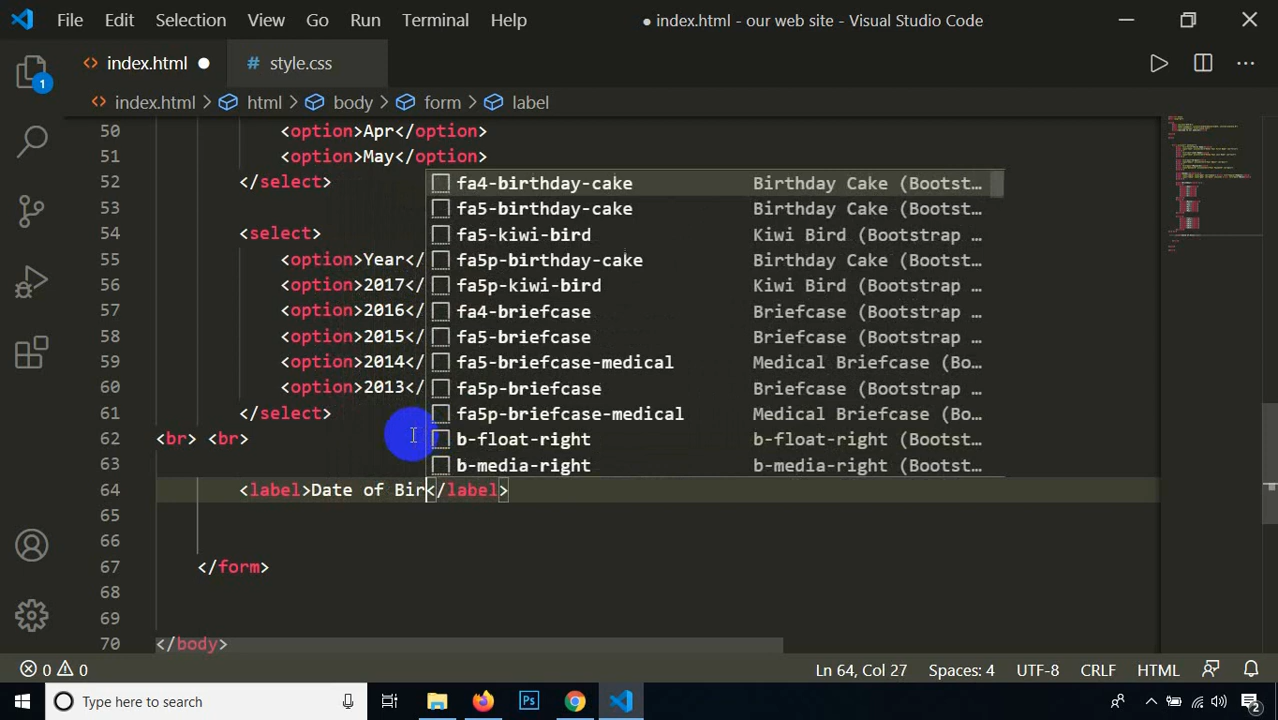 File Edit Selection View Go Run Terminal Help ● index.html - our web site - Visual Studio Code
1
<> index.html ● # style.css
<> index.html > html > body > form > label
50 <option>Apr</option>
51 <option>May</option>
52 </select>
53
54 <select>
55 <option>Year</
56 <option>2017</
57 <option>2016</
58 <option>2015</
59 <option>2014</
60 <option>2013</
61 </select>
62 <br> <br>
63
64 <label>Date of Bir</label>
65
66
67 </form>
68
69
70 </body>
fa4-birthday-cake Birthday Cake (Bootst…
fa5-birthday-cake Birthday Cake (Bootst…
fa5-kiwi-bird Kiwi Bird (Bootstrap …
fa5p-birthday-cake Birthday Cake (Bootst…
fa5p-kiwi-bird Kiwi Bird (Bootstrap …
fa4-briefcase Briefcase (Bootstrap …
fa5-briefcase Briefcase (Bootstrap …
fa5-briefcase-medical Medical Briefcase (Bo…
fa5p-briefcase Briefcase (Bootstrap …
fa5p-briefcase-medical Medical Briefcase (Bo…
b-float-right b-float-right (Bootst…
b-media-right b-media-right (Bootst…
0 0 Ln 64, Col 27 Spaces: 4 UTF-8 CRLF HTML
Type here to search Ps 2